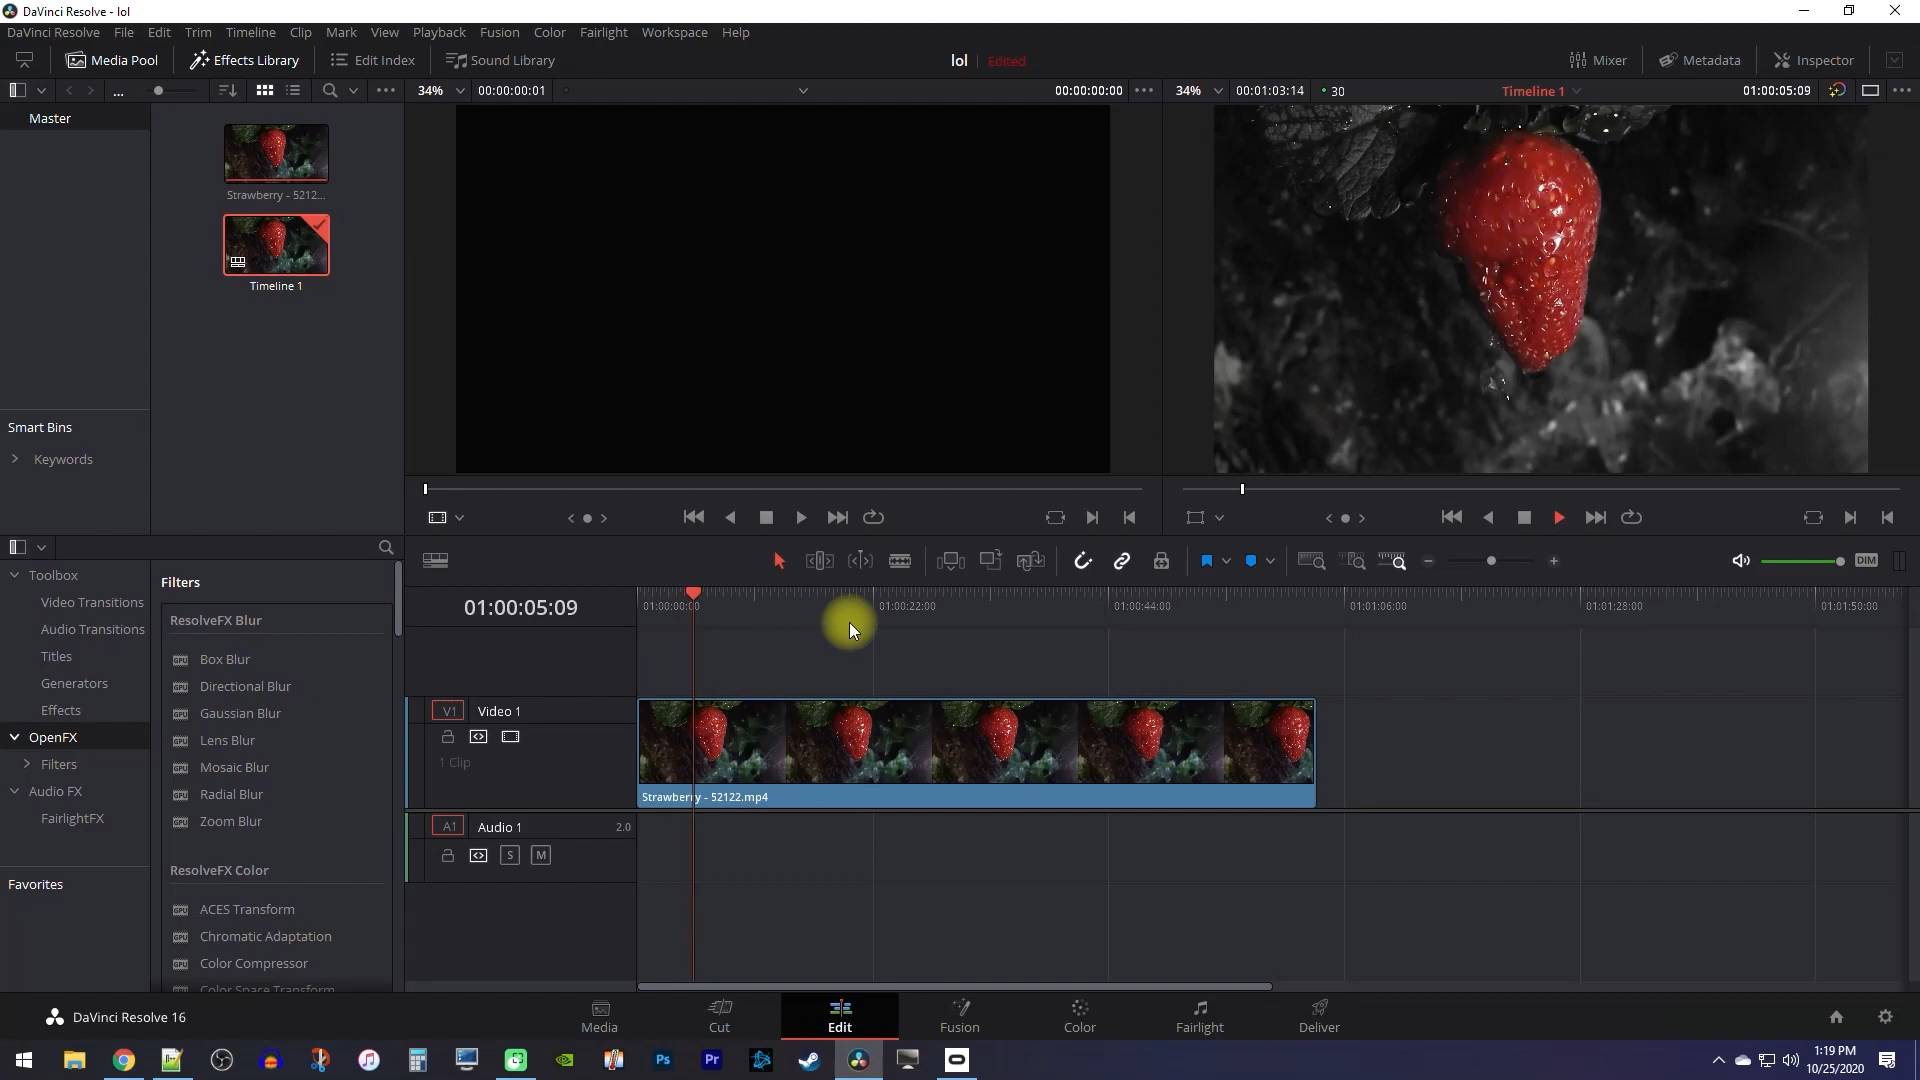 DaVinci Resolve - lol
DaVinci Resolve File Edit Trim Timeline Clip Mark View Playback Fusion Color Fairlight Workspace Help
Media Pool Effects Library Edit Index Sound Library lol Edited Mixer Metadata Inspector
... 34% 00:00:00:01 00:00:00:00 34% 00:01:03:14 30 Timeline 1 01:00:05:09
Master
Strawberry - 5212...
Timeline 1
Smart Bins
Keywords
DIM
Toolbox
Video Transitions
Audio Transitions
Titles
Generators
Effects
OpenFX
Filters
Audio FX
FairlightFX
Favorites
Filters
ResolveFX Blur
Box Blur
Directional Blur
Gaussian Blur
Lens Blur
Mosaic Blur
Radial Blur
Zoom Blur
ResolveFX Color
ACES Transform
Chromatic Adaptation
Color Compressor
Color Space Transform
01:00:05:09 01:00:00:00 01:00:22:00 01:00:44:00 01:01:06:00 01:01:28:00 01:01:50:00
V1 Video 1
1 Clip
Strawberry - 52122.mp4
A1 Audio 1 2.0
S M
DaVinci Resolve 16
Media Cut Edit Fusion Color Fairlight Deliver
Ps Pr
1:19 PM
10/25/2020